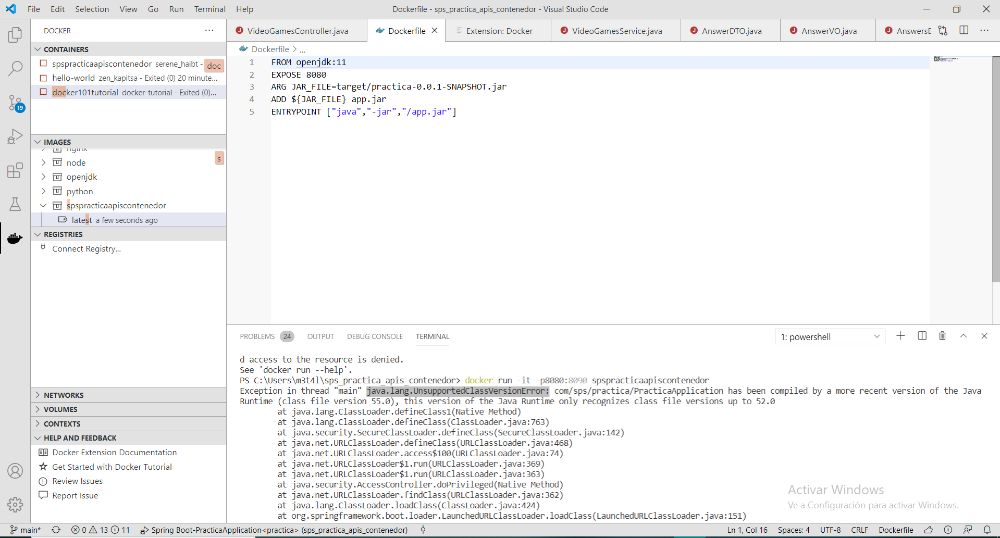 File Edit Selection View Go Run Terminal Help
Dockerfile - sps_practica_apis_contenedor - Visual Studio Code
DOCKER
CONTAINERS
spspracticaapiscontenedor serene_haibt -
doc
hello-world zen_kapitsa - Exited (0) 20 minute...
docker101tutorial docker-tutorial - Exited (0)...
IMAGES
nginx
s
node
openjdk
python
spspracticaapiscontenedor
latest a few seconds ago
REGISTRIES
Connect Registry...
NETWORKS
VOLUMES
CONTEXTS
HELP AND FEEDBACK
Docker Extension Documentation
Get Started with Docker Tutorial
Review Issues
Report Issue
19
VideoGamesController.java Dockerfile Extension: Docker VideoGamesService.java AnswerDTO.java AnswerVO.java AnswersE
Dockerfile > ...
1 FROM openjdk:11
2 EXPOSE 8080
3 ARG JAR_FILE=target/practica-0.0.1-SNAPSHOT.jar
4 ADD ${JAR_FILE} app.jar
5 ENTRYPOINT ["java","-jar","/app.jar"]
PROBLEMS 24 OUTPUT DEBUG CONSOLE TERMINAL
1: powershell
d access to the resource is denied.
See 'docker run --help'.
PS C:\Users\m3t4l\sps_practica_apis_contenedor> docker run -it -p8080:8090 spspracticaapiscontenedor
Exception in thread "main" java.lang.UnsupportedClassVersionError: com/sps/practica/PracticaApplication has been compiled by a more recent version of the Java
Runtime (class file version 55.0), this version of the Java Runtime only recognizes class file versions up to 52.0
at java.lang.ClassLoader.defineClass1(Native Method)
at java.lang.ClassLoader.defineClass(ClassLoader.java:763)
at java.security.SecureClassLoader.defineClass(SecureClassLoader.java:142)
at java.net.URLClassLoader.defineClass(URLClassLoader.java:468)
at java.net.URLClassLoader.access$100(URLClassLoader.java:74)
at java.net.URLClassLoader$1.run(URLClassLoader.java:369)
at java.net.URLClassLoader$1.run(URLClassLoader.java:363)
at java.security.AccessController.doPrivileged(Native Method)
at java.net.URLClassLoader.findClass(URLClassLoader.java:362)
at java.lang.ClassLoader.loadClass(ClassLoader.java:424)
at org.springframework.boot.loader.LaunchedURLClassLoader.loadClass(LaunchedURLClassLoader.java:151)
Activar Windows
Ve a Configuración para activar Windows.
main* 0 13 11 Spring Boot-PracticaApplication<practica> (sps_practica_apis_contenedor)
Ln 1, Col 16 Spaces: 4 UTF-8 CRLF Dockerfile